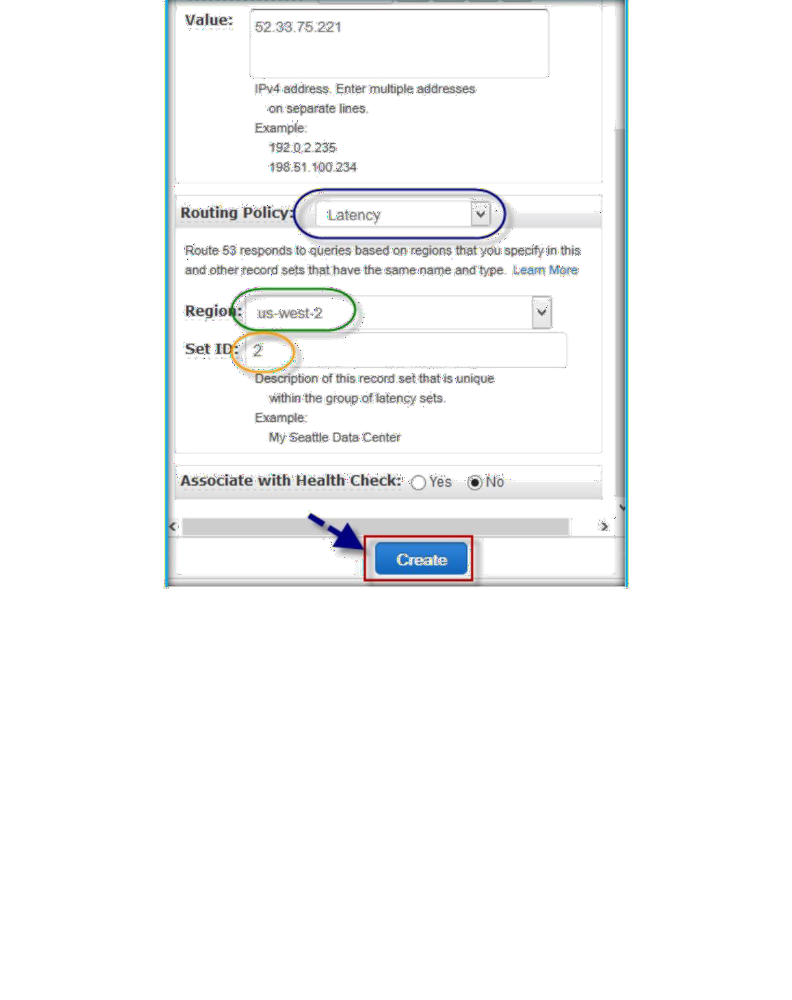 Value:
52.33.75.221
IPv4 address. Enter multiple addresses
on separate lines.
Example:
192.0.2.235
198.51.100.234
Routing Policy:
Latency
Route 53 responds to queries based on regions that you specify in this
and other record sets that have the same name and type. Learn More
Region:
us-west-2
Set ID:
2
Description of this record set that is unique
within the group of latency sets.
Example:
My Seattle Data Center
Associate with Health Check: Yes No
Create